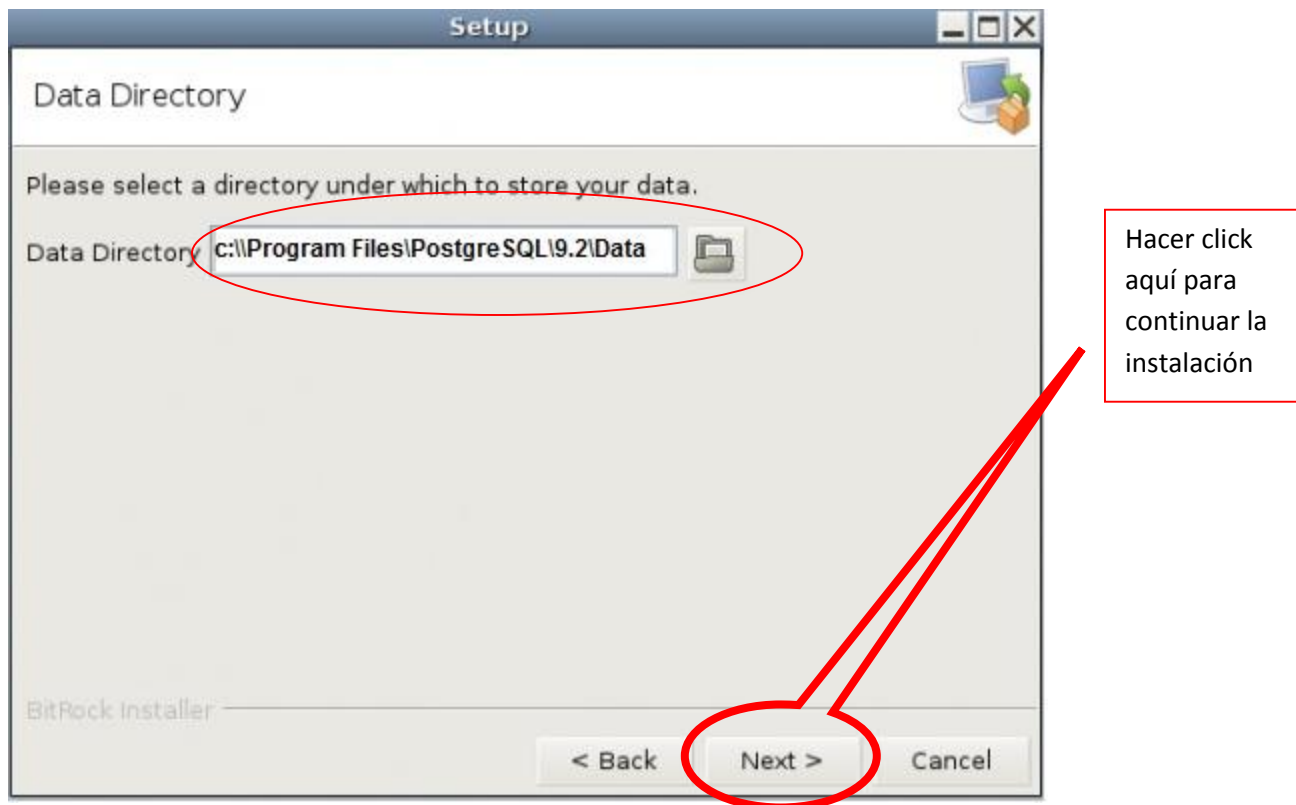 Setup
Data Directory
Please select a directory under which to store your data.
Data Directory c:\\Program Files\PostgreSQL\9.2\Data
Hacer click
aquí para
continuar la
instalación
BitRock Installer
< Back Next > Cancel